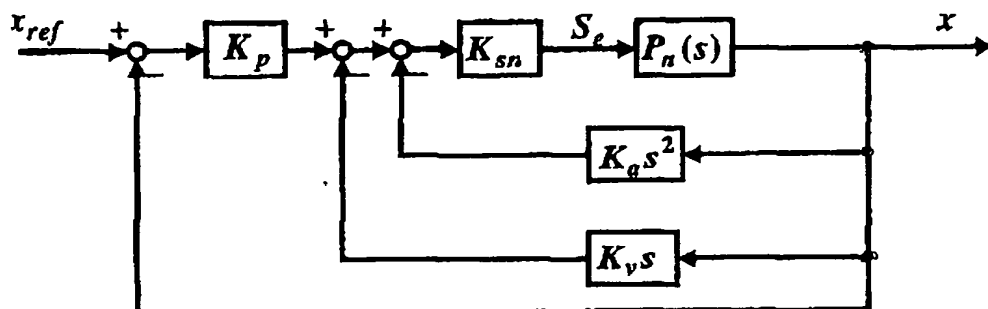 x_ref + K_p + + K_sn S_e P_n(s) x
K_a s^2
K_v s